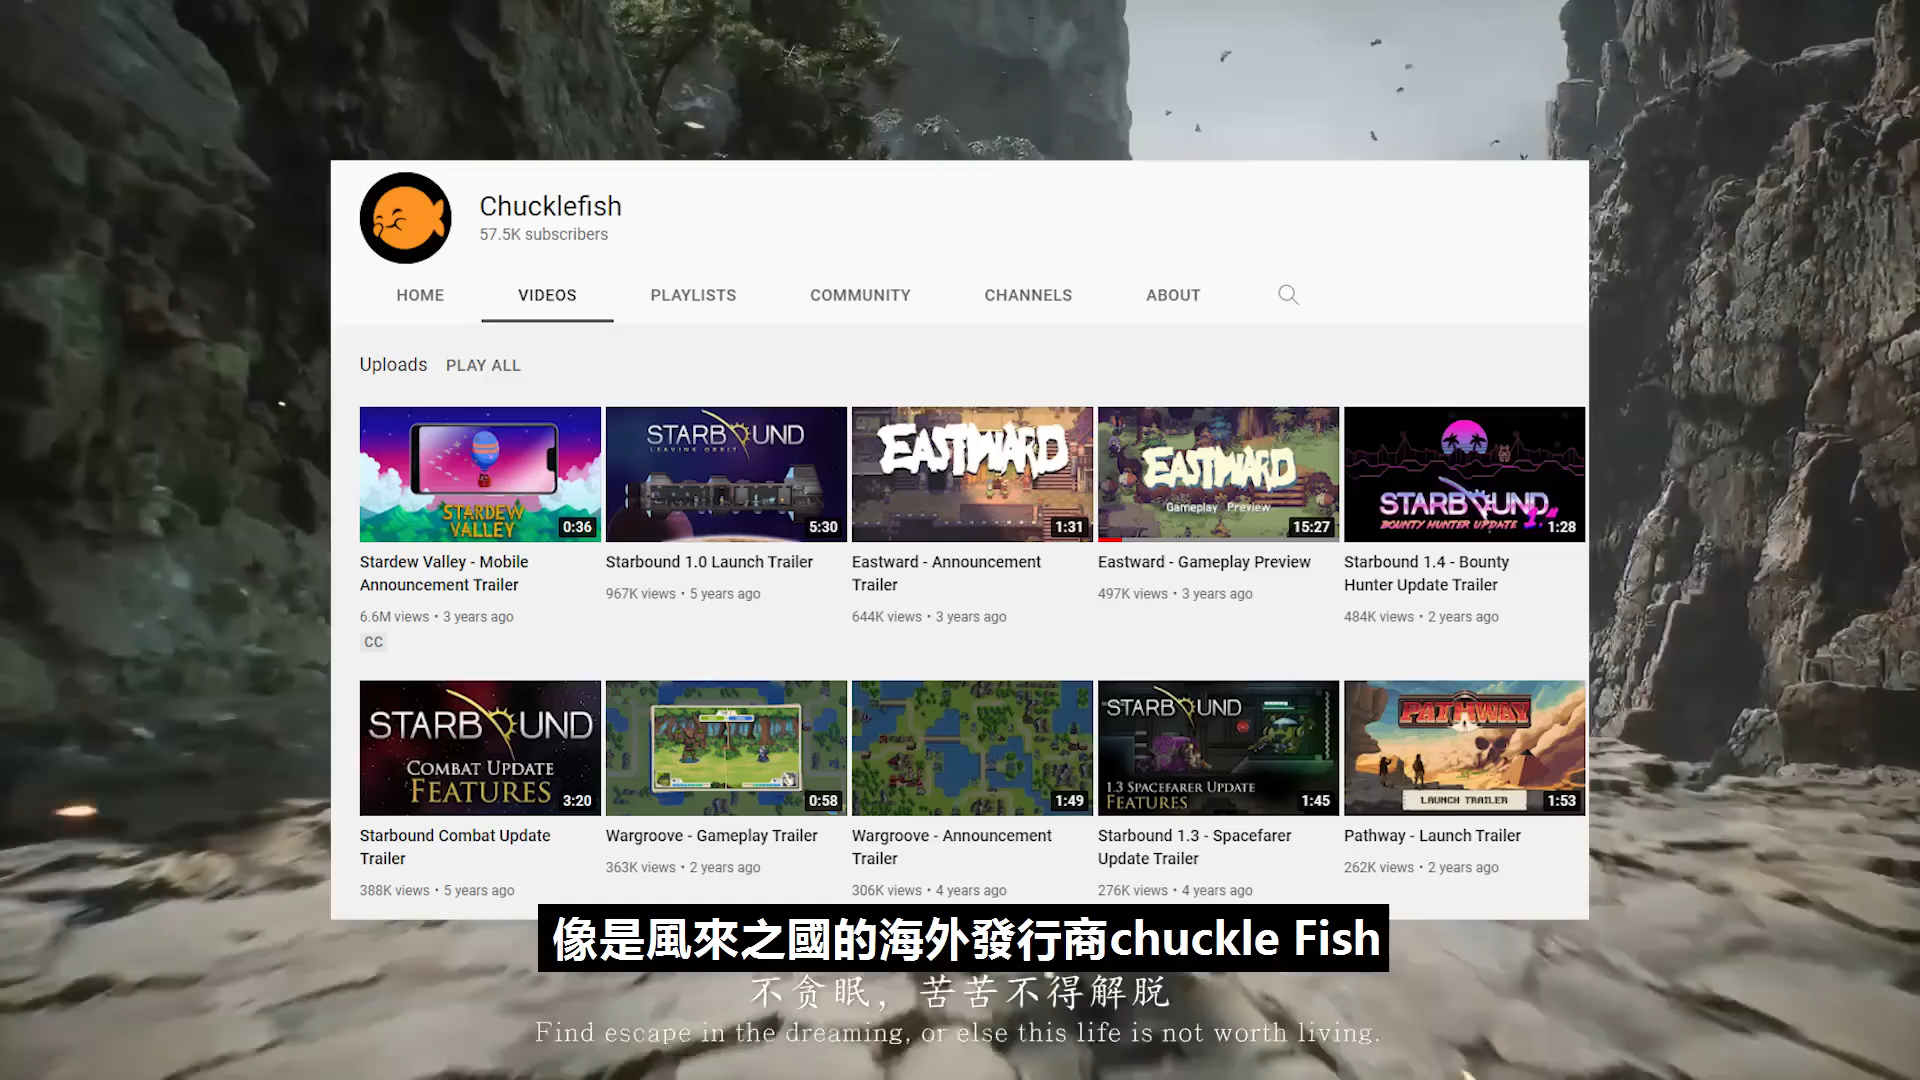 Chucklefish
57.5K subscribers
HOME VIDEOS PLAYLISTS COMMUNITY CHANNELS ABOUT
Uploads PLAY ALL
STARDEW
VALLEY
0:36
STARBOUND
LEAVING ORBIT
5:30
EASTWARD
1:31
EASTWARD
Gameplay Preview
15:27
STARBOUND
BOUNTY HUNTER UPDATE
1:28
Stardew Valley - Mobile
Announcement Trailer
6.6M views • 3 years ago
CC
Starbound 1.0 Launch Trailer
967K views • 5 years ago
Eastward - Announcement
Trailer
644K views • 3 years ago
Eastward - Gameplay Preview
497K views • 3 years ago
Starbound 1.4 - Bounty
Hunter Update Trailer
484K views • 2 years ago
STARBOUND
COMBAT UPDATE
FEATURES
3:20
0:58
1:49
STARBOUND
1.3 SPACEFARER UPDATE
FEATURES
1:45
PATHWAY
LAUNCH TRAILER
1:53
Starbound Combat Update
Trailer
388K views • 5 years ago
Wargroove - Gameplay Trailer
363K views • 2 years ago
Wargroove - Announcement
Trailer
306K views • 4 years ago
Starbound 1.3 - Spacefarer
Update Trailer
276K views • 4 years ago
Pathway - Launch Trailer
262K views • 2 years ago
像是風來之國的海外發行商chuckle Fish
不贪眠，苦苦不得解脱
Find escape in the dreaming, or else this life is not worth living.